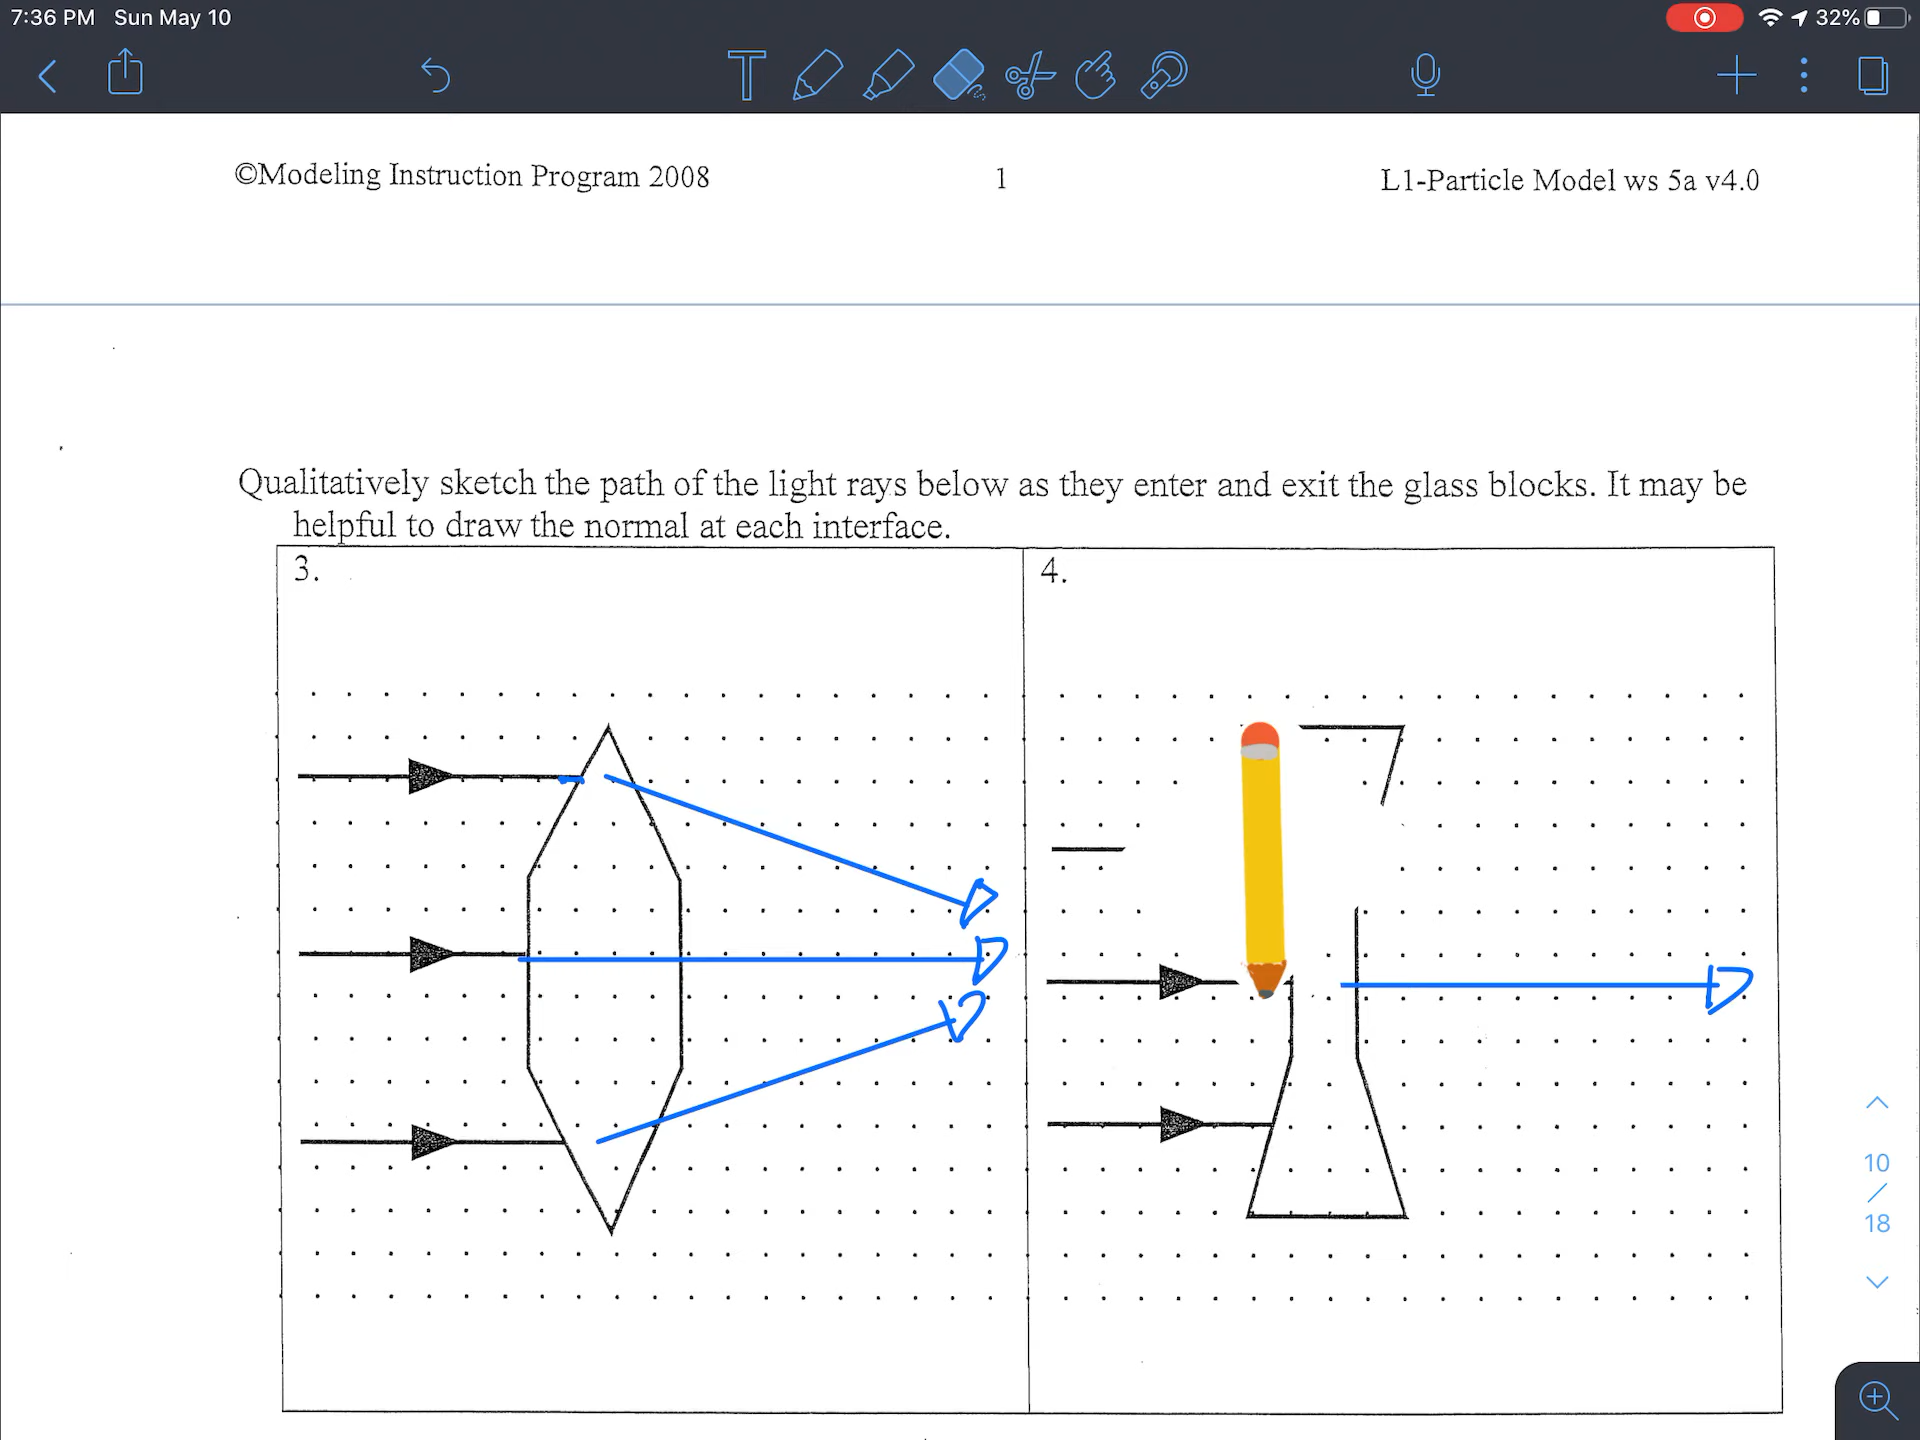 7:36 PM Sun May 10
32%
T
©Modeling Instruction Program 2008 1 L1-Particle Model ws 5a v4.0
Qualitatively sketch the path of the light rays below as they enter and exit the glass blocks. It may be
helpful to draw the normal at each interface.
3. 4.
10
/
18